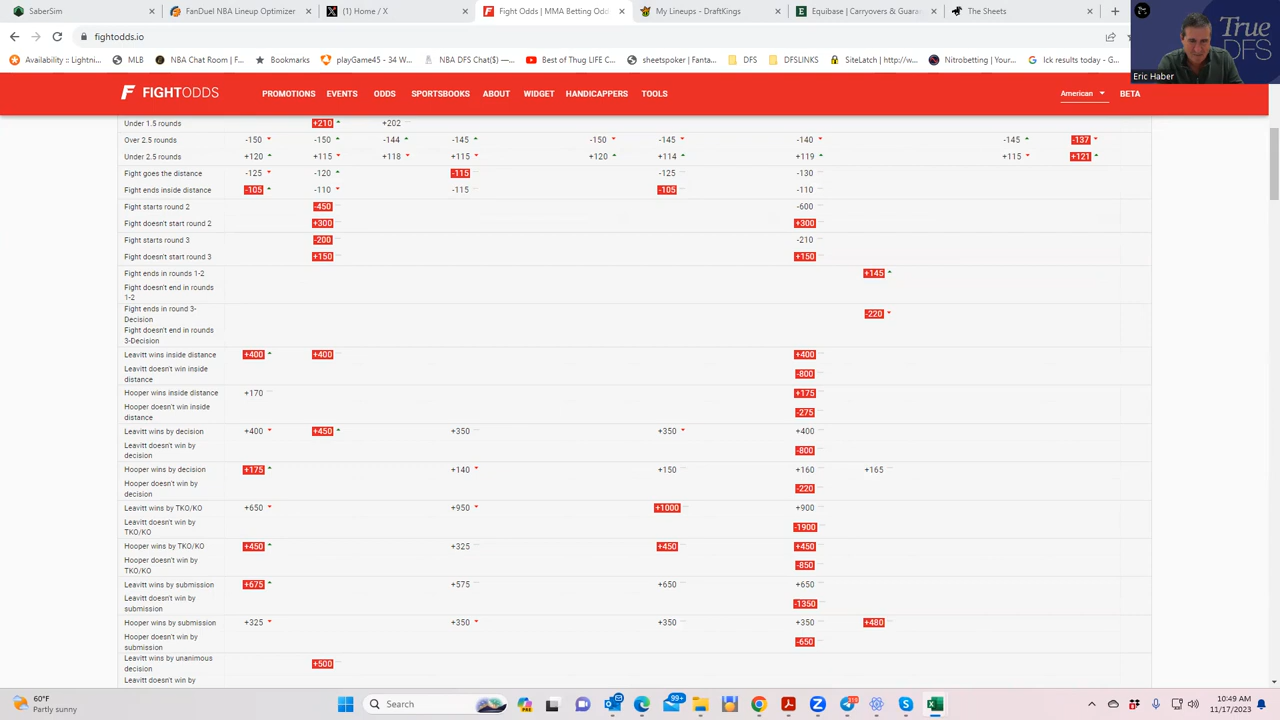 SaberSim
FanDuel NBA Lineup Optimizer
(1) Home / X
Fight Odds | MMA Betting Odd
My Lineups - DraftKings
Equibase | Carryovers & Guara
The Sheets
fightodds.io
Availability :: Lightni...
MLB
NBA Chat Room | F...
Bookmarks
playGame45 - 34 W...
NBA DFS Chat($) -...
Best of Thug LIFE C...
sheetspoker | Fanta...
DFS
DFSLINKS
SiteLatch | http://w...
Nitrobetting | Your...
Ick results today - G...
True
DFS
Eric Haber
FIGHTODDS
PROMOTIONS EVENTS ODDS SPORTSBOOKS ABOUT WIDGET HANDICAPPERS TOOLS
American
BETA
Under 1.5 rounds +210 +202
Over 2.5 rounds -150 -150 -144 -145 -150 -145 -140 -145 -137
Under 2.5 rounds +120 +115 +118 +115 +120 +114 +119 +115 +121
Fight goes the distance -125 -120 -115 -125 -130
Fight ends inside distance -105 -110 -115 -105 -110
Fight starts round 2 -450 -600
Fight doesn't start round 2 +300 +300
Fight starts round 3 -200 -210
Fight doesn't start round 3 +150 +150
Fight ends in rounds 1-2 +145
Fight doesn't end in rounds
1-2
Fight ends in round 3-
Decision -220
Fight doesn't end in rounds
3-Decision
Leavitt wins inside distance +400 +400 +400
Leavitt doesn't win inside
distance -800
Hooper wins inside distance +170 +175
Hooper doesn't win inside
distance -275
Leavitt wins by decision +400 +450 +350 +350 +400
Leavitt doesn't win by
decision -800
Hooper wins by decision +175 +140 +150 +160 +165
Hooper doesn't win by
decision -220
Leavitt wins by TKO/KO +650 +950 +1000 +900
Leavitt doesn't win by
TKO/KO -1900
Hooper wins by TKO/KO +450 +325 +450 +450
Hooper doesn't win by
TKO/KO -850
Leavitt wins by submission +675 +575 +650 +650
Leavitt doesn't win by
submission -1350
Hooper wins by submission +325 +350 +350 +350 +480
Hooper doesn't win by
submission -650
Leavitt wins by unanimous
decision +500
Leavitt doesn't win by
60°F
Partly sunny
Search
99+
10:49 AM
11/17/2023